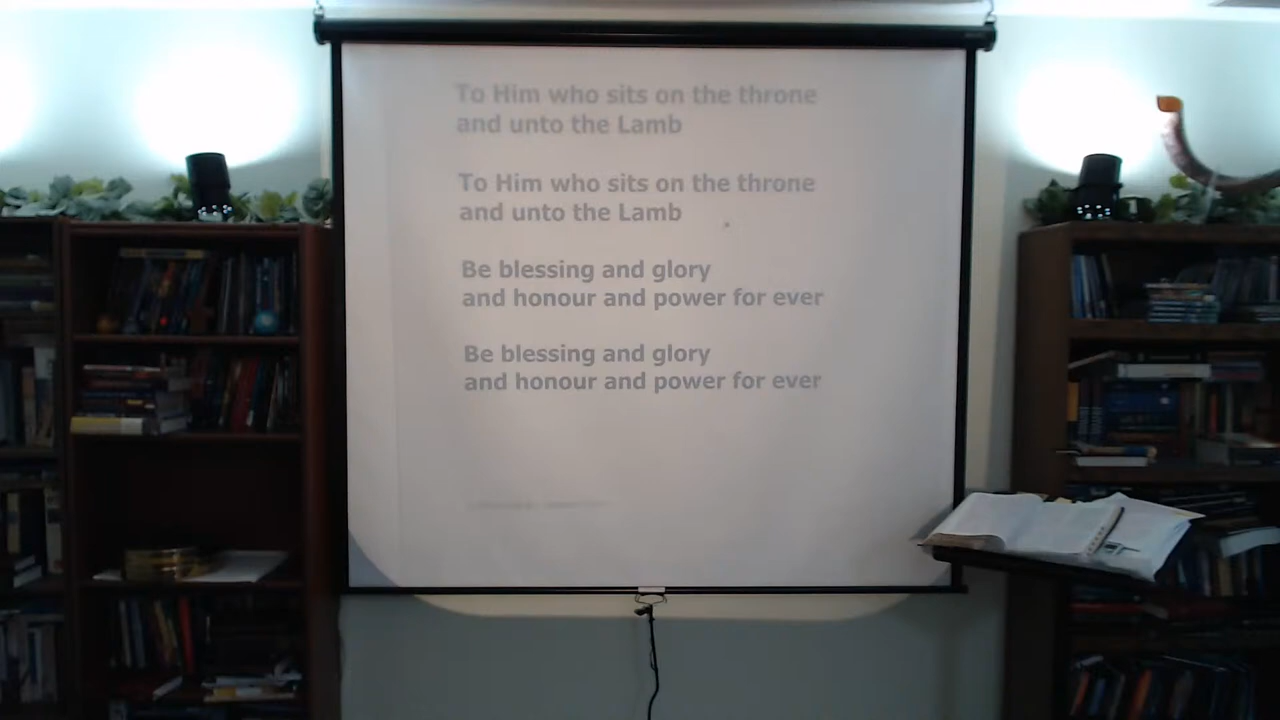 To Him who sits on the throne
and unto the Lamb
To Him who sits on the throne
and unto the Lamb
Be blessing and glory
and honour and power for ever
Be blessing and glory
and honour and power for ever